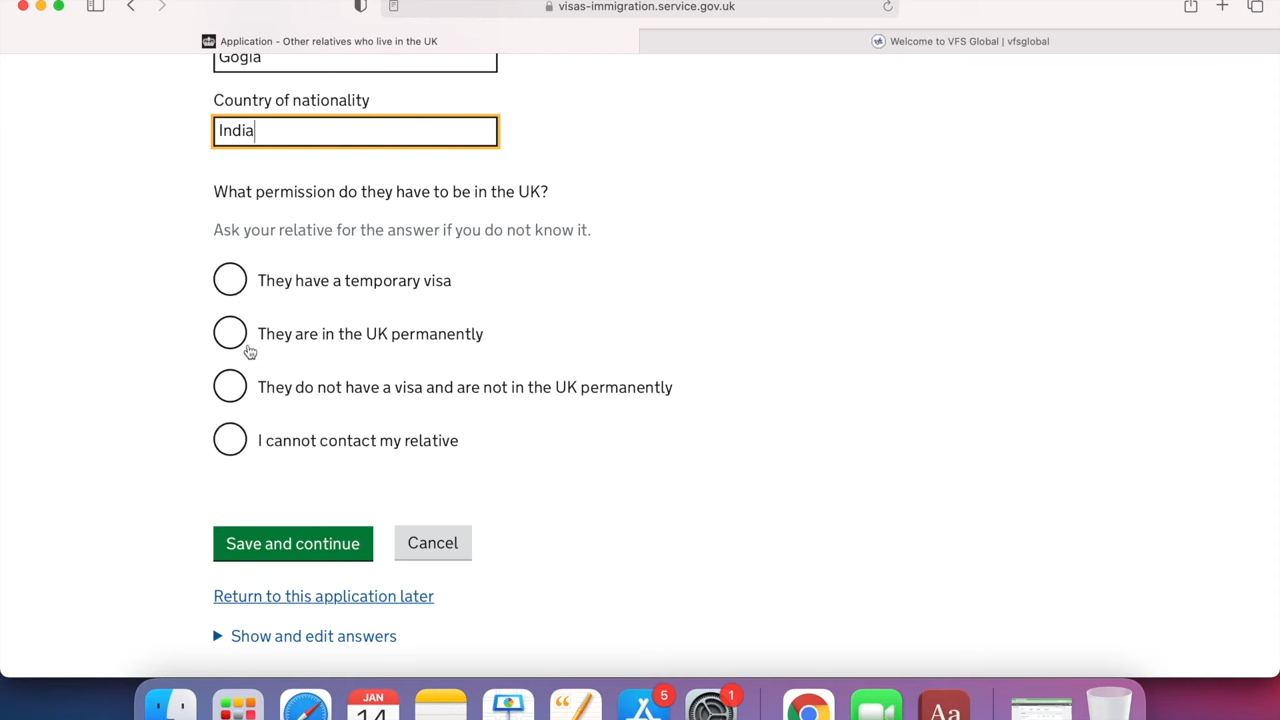 visas-immigration.service.gov.uk
Application - Other relatives who live in the UK
Welcome to VFS Global | vfsglobal
Gogia
Country of nationality
India
What permission do they have to be in the UK?
Ask your relative for the answer if you do not know it.
They have a temporary visa
They are in the UK permanently
They do not have a visa and are not in the UK permanently
I cannot contact my relative
Save and continue
Cancel
Return to this application later
Show and edit answers
5
1
JAN
14
Aa